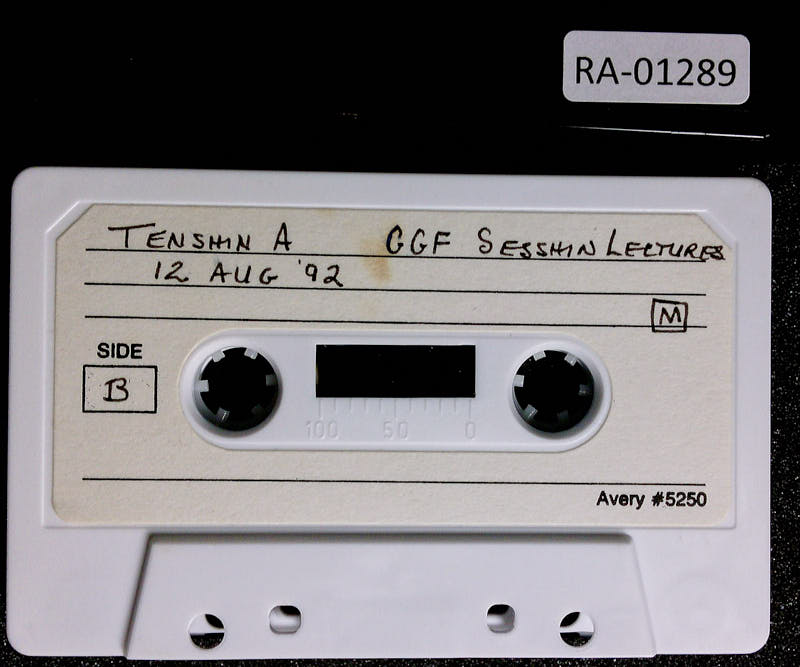 RA-01289
TENSHIN A GGF SESSHIN LECTURES
12 AUG '92
M
SIDE
B
100 50 0
Avery #5250